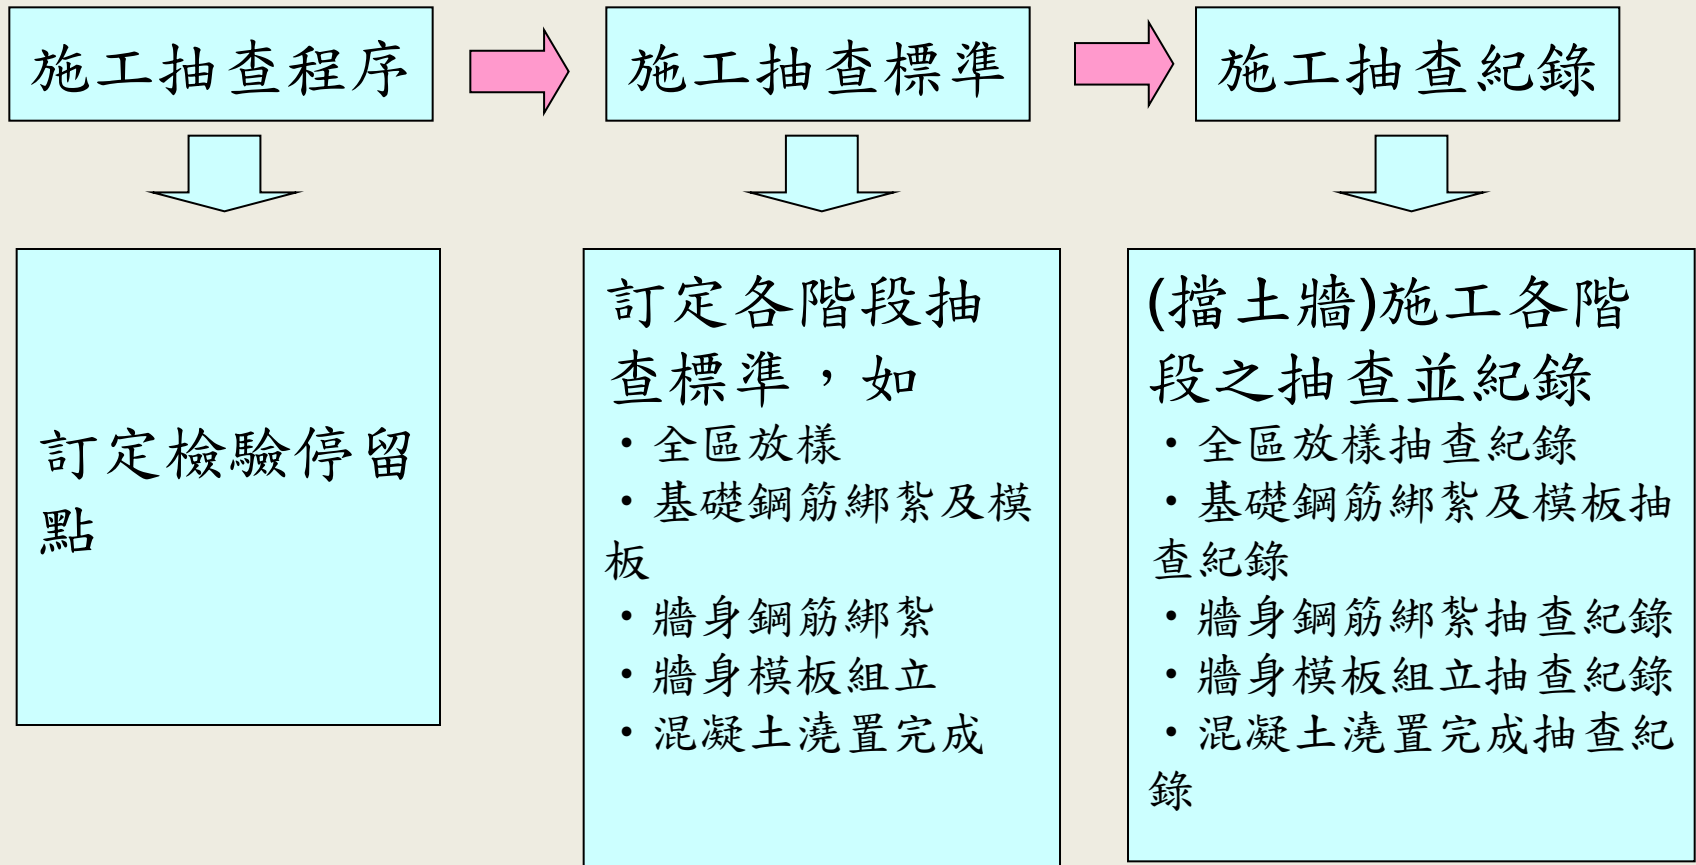 施工抽查程序
施工抽查標準
施工抽查紀錄
訂定檢驗停留
點
訂定各階段抽
查標準，如
・全區放樣
・基礎鋼筋綁紮及模
板
・牆身鋼筋綁紮
・牆身模板組立
・混凝土澆置完成
(擋土牆)施工各階
段之抽查並紀錄
・全區放樣抽查紀錄
・基礎鋼筋綁紮及模板抽
查紀錄
・牆身鋼筋綁紮抽查紀錄
・牆身模板組立抽查紀錄
・混凝土澆置完成抽查紀
錄